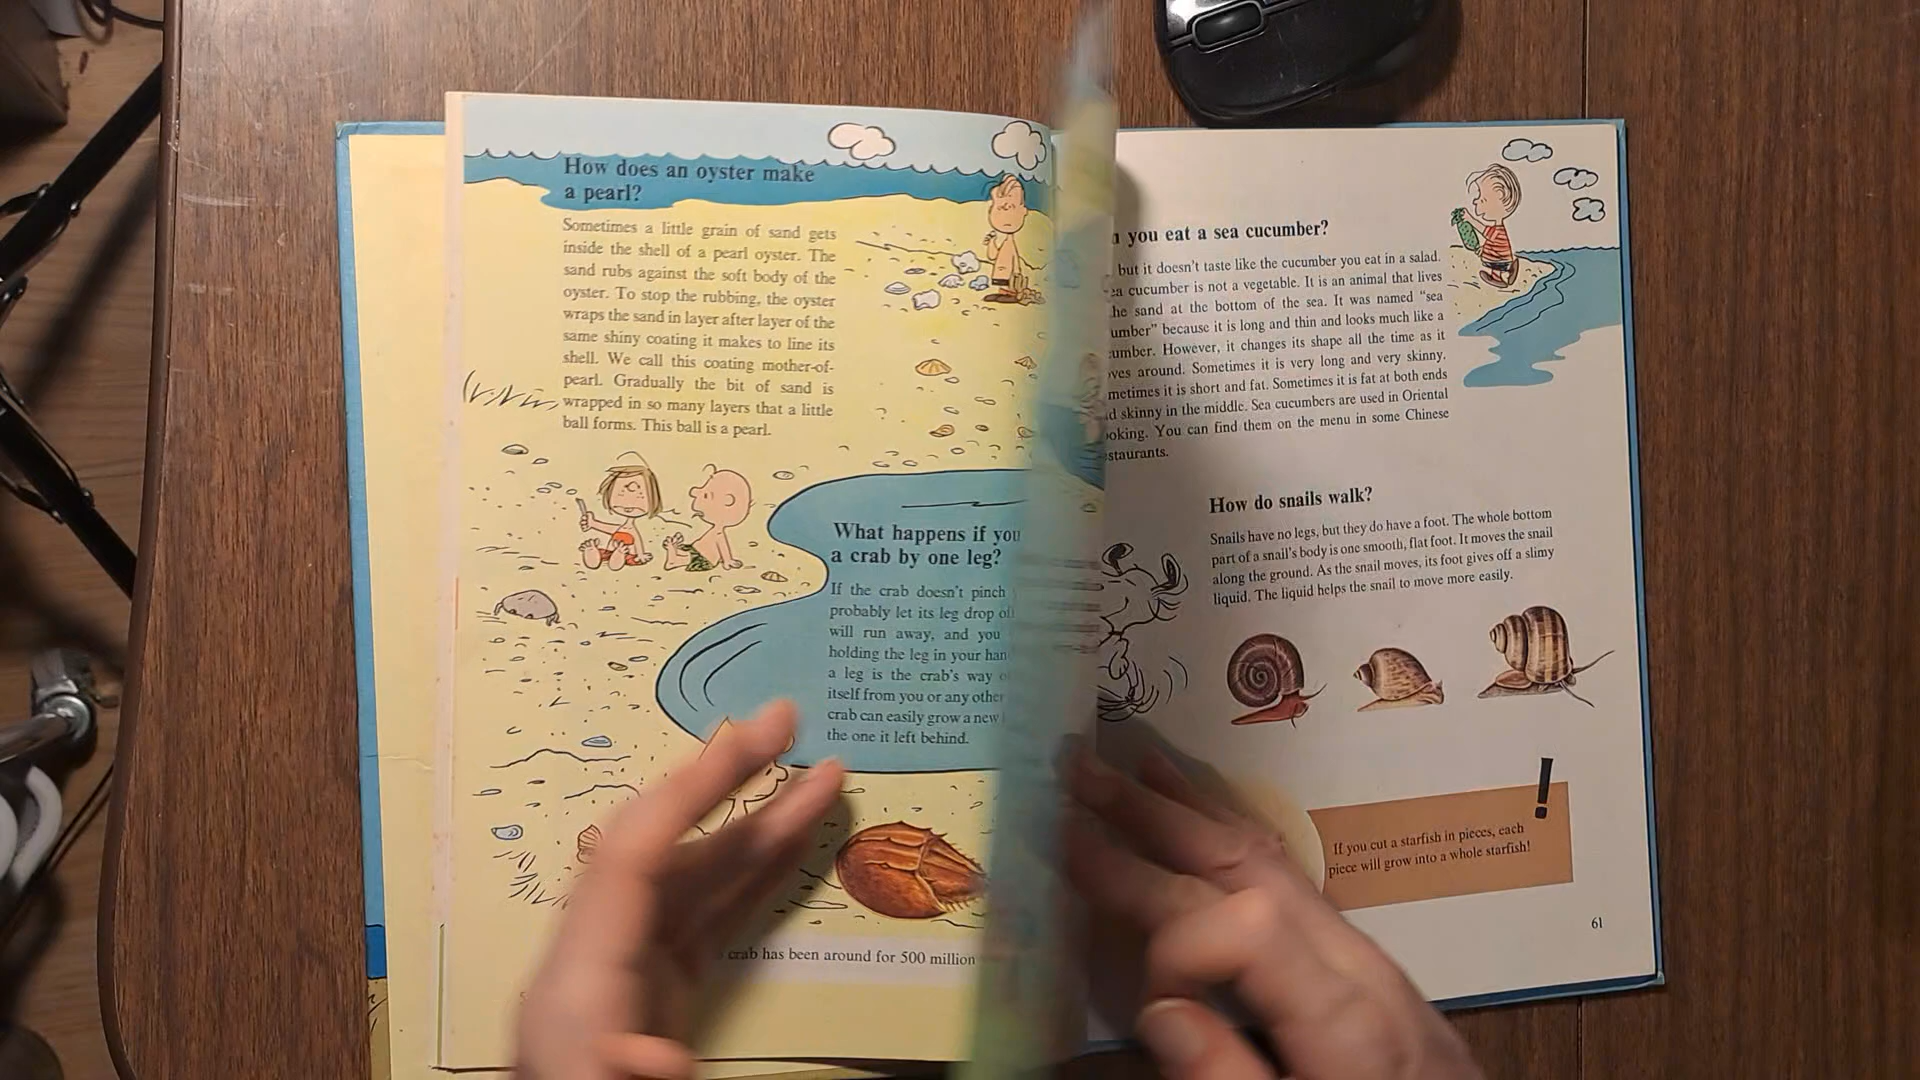 How does an oyster make
a pearl?
Sometimes a little grain of sand gets
inside the shell of a pearl oyster. The
sand rubs against the soft body of the
oyster. To stop the rubbing, the oyster
wraps the sand in layer after layer of the
same shiny coating it makes to line its
shell. We call this coating mother-of-
pearl. Gradually the bit of sand is
wrapped in so many layers that a little
ball forms. This ball is a pearl.
What happens if you
a crab by one leg?
If the crab doesn't pinch
probably let its leg drop
will run away, and you
holding the leg in your
a leg is the crab's way
itself from you or any other
crab can easily grow a new
the one it left behind.
crab has been around for 500 million
you eat a sea cucumber?
but it doesn't taste like the cucumber you eat in a salad.
cucumber is not a vegetable. It is an animal that lives
the sand at the bottom of the sea. It was named "sea
umber" because it is long and thin and looks much like a
umber. However, it changes its shape all the time as it
ves around. Sometimes it is very long and very skinny.
metimes it is short and fat. Sometimes it is fat at both ends
d skinny in the middle. Sea cucumbers are used in Oriental
oking. You can find them on the menu in some Chinese
staurants.
How do snails walk?
Snails have no legs, but they do have a foot. The whole bottom
part of a snail's body is one smooth, flat foot. It moves the snail
along the ground. As the snail moves, its foot gives off a slimy
liquid. The liquid helps the snail to move more easily.
If you cut a starfish in pieces, each
piece will grow into a whole starfish!
61